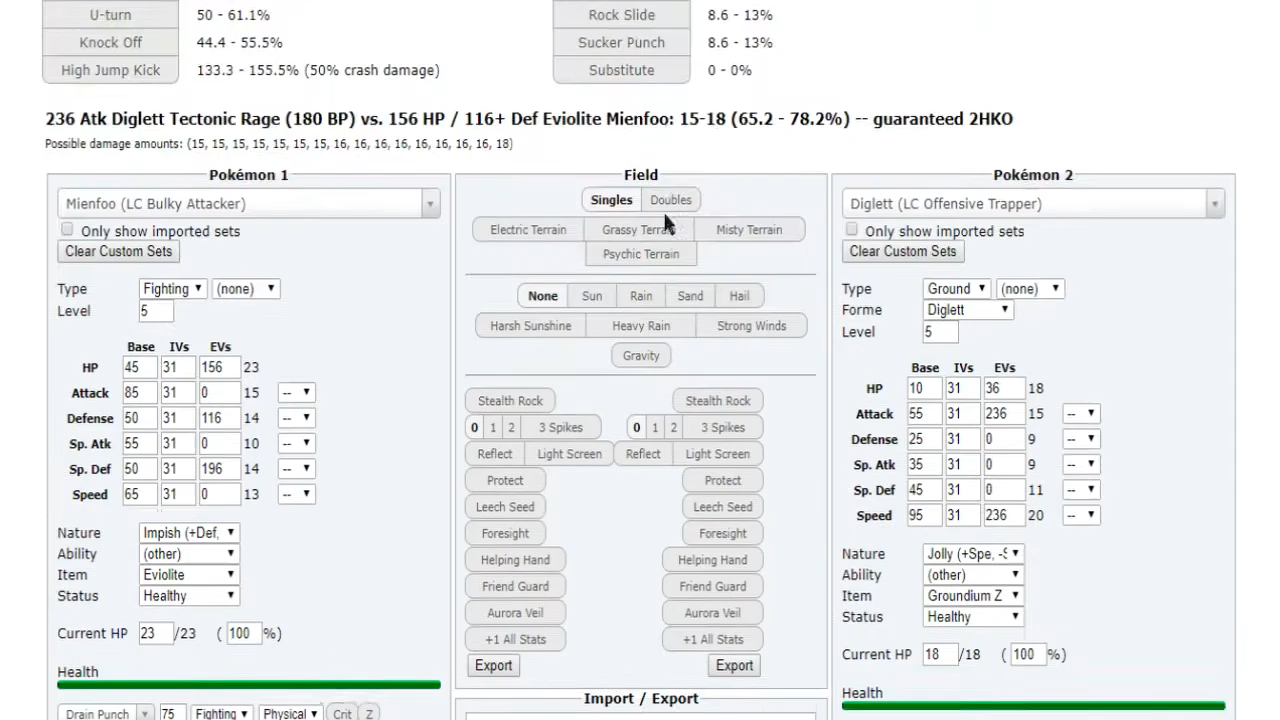 U-turn 50 - 61.1% Rock Slide 8.6 - 13%
Knock Off 44.4 - 55.5% Sucker Punch 8.6 - 13%
High Jump Kick 133.3 - 155.5% (50% crash damage) Substitute 0 - 0%
236 Atk Diglett Tectonic Rage (180 BP) vs. 156 HP / 116+ Def Eviolite Mienfoo: 15-18 (65.2 - 78.2%) -- guaranteed 2HKO
Possible damage amounts: (15, 15, 15, 15, 15, 15, 15, 16, 16, 16, 16, 16, 16, 16, 16, 18)
Pokémon 1
Mienfoo (LC Bulky Attacker)
Only show imported sets
Clear Custom Sets
Type Fighting (none)
Level 5
Base IVs EVs
HP 45 31 156 23
Attack 85 31 0 15 --
Defense 50 31 116 14 --
Sp. Atk 55 31 0 10 --
Sp. Def 50 31 196 14 --
Speed 65 31 0 13 --
Nature Impish (+Def,
Ability (other)
Item Eviolite
Status Healthy
Current HP 23 /23 ( 100 %)
Health
Drain Punch 75 Fighting Physical Crit Z
Field
Singles Doubles
Electric Terrain Grassy Terrain Misty Terrain
Psychic Terrain
None Sun Rain Sand Hail
Harsh Sunshine Heavy Rain Strong Winds
Gravity
Stealth Rock Stealth Rock
0 1 2 3 Spikes 0 1 2 3 Spikes
Reflect Light Screen Reflect Light Screen
Protect Protect
Leech Seed Leech Seed
Foresight Foresight
Helping Hand Helping Hand
Friend Guard Friend Guard
Aurora Veil Aurora Veil
+1 All Stats +1 All Stats
Export Export
Import / Export
Pokémon 2
Diglett (LC Offensive Trapper)
Only show imported sets
Clear Custom Sets
Type Ground (none)
Forme Diglett
Level 5
Base IVs EVs
HP 10 31 36 18
Attack 55 31 236 15 --
Defense 25 31 0 9 --
Sp. Atk 35 31 0 9 --
Sp. Def 45 31 0 11 --
Speed 95 31 236 20 --
Nature Jolly (+Spe, -S
Ability (other)
Item Groundium Z
Status Healthy
Current HP 18 /18 ( 100 %)
Health